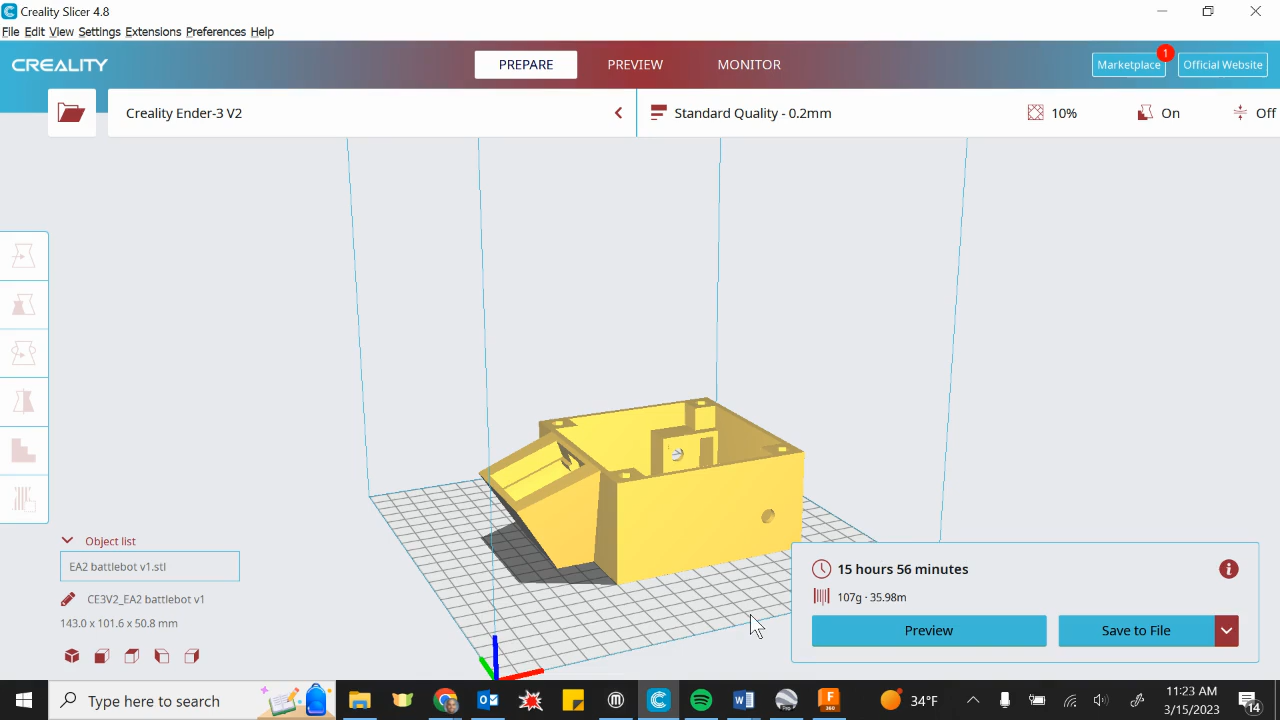 Creality Slicer 4.8
File Edit View Settings Extensions Preferences Help
CREALITY
PREPARE
PREVIEW
MONITOR
Marketplace
1
Official Website
Creality Ender-3 V2
Standard Quality - 0.2mm
10%
On
Off
Object list
EA2 battlebot v1.stl
CE3V2_EA2 battlebot v1
143.0 x 101.6 x 50.8 mm
15 hours 56 minutes
107g · 35.98m
Preview
Save to File
Type here to search
34°F
11:23 AM
3/15/2023
14